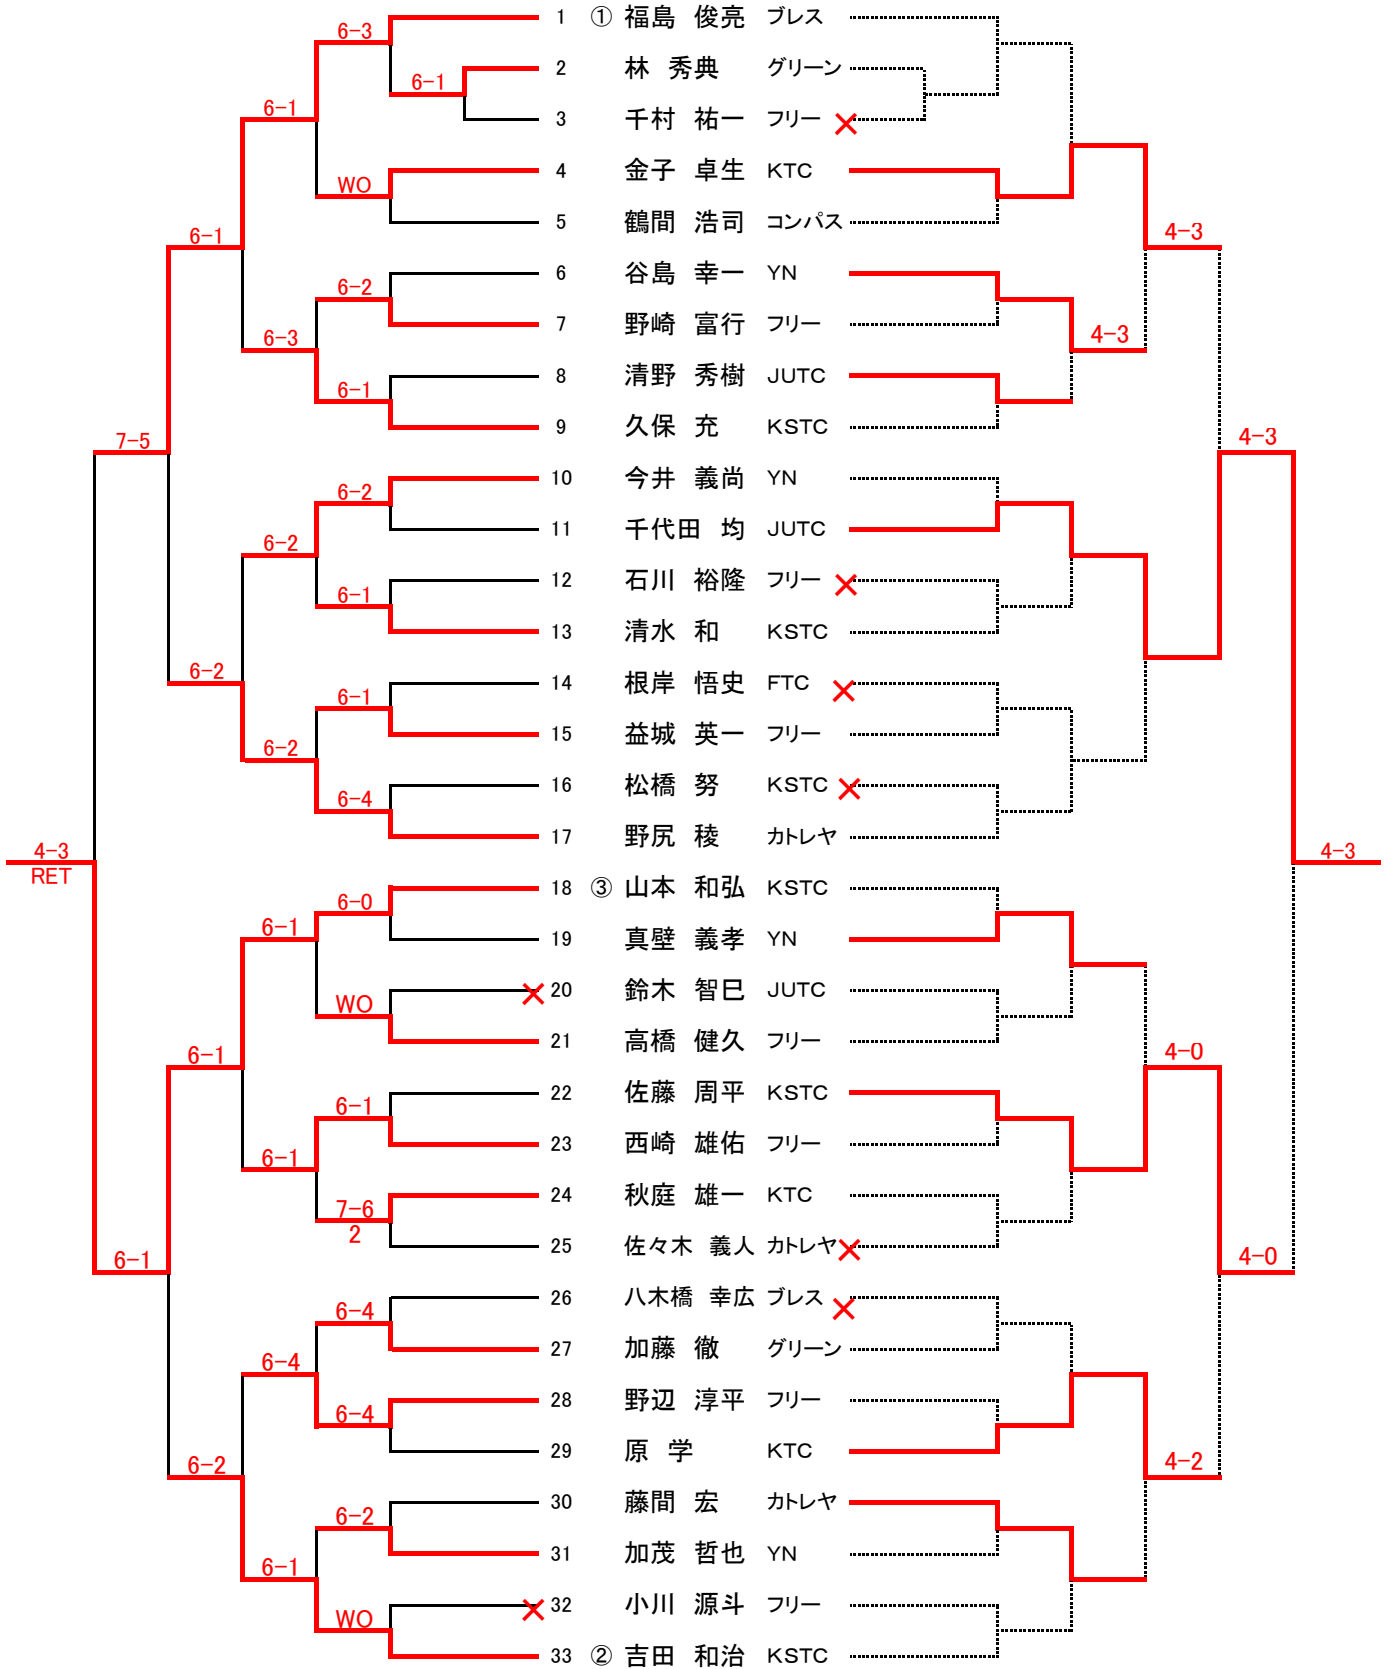 1 ① 福島 俊亮 ブレス
6-3
2 林 秀典 グリーン
6-1
3 千村 祐一 フリー
6-1
4 金子 卓生 KTC
WO
5 鶴間 浩司 コンパス
6-1 4-3
6 谷島 幸一 YN
6-2
7 野崎 富行 フリー
6-3 4-3
8 清野 秀樹 JUTC
6-1
9 久保 充 KSTC
7-5 4-3
10 今井 義尚 YN
6-2
11 千代田 均 JUTC
6-2
12 石川 裕隆 フリー
6-1
13 清水 和 KSTC
6-2
14 根岸 悟史 FTC
6-1
15 益城 英一 フリー
6-2
16 松橋 努 KSTC
6-4
17 野尻 稜 カトレヤ
4-3 4-3
RET
18 ③ 山本 和弘 KSTC
6-0
6-1
19 真壁 義孝 YN
20 鈴木 智巳 JUTC
WO
21 高橋 健久 フリー
6-1 4-0
22 佐藤 周平 KSTC
6-1
23 西崎 雄佑 フリー
6-1
24 秋庭 雄一 KTC
7-6
2
25 佐々木 義人 カトレヤ
6-1 4-0
26 八木橋 幸広 ブレス
6-4
27 加藤 徹 グリーン
6-4
28 野辺 淳平 フリー
6-4
29 原 学 KTC
6-2 4-2
30 藤間 宏 カトレヤ
6-2
31 加茂 哲也 YN
6-1
32 小川 源斗 フリー
WO
33 ② 吉田 和治 KSTC